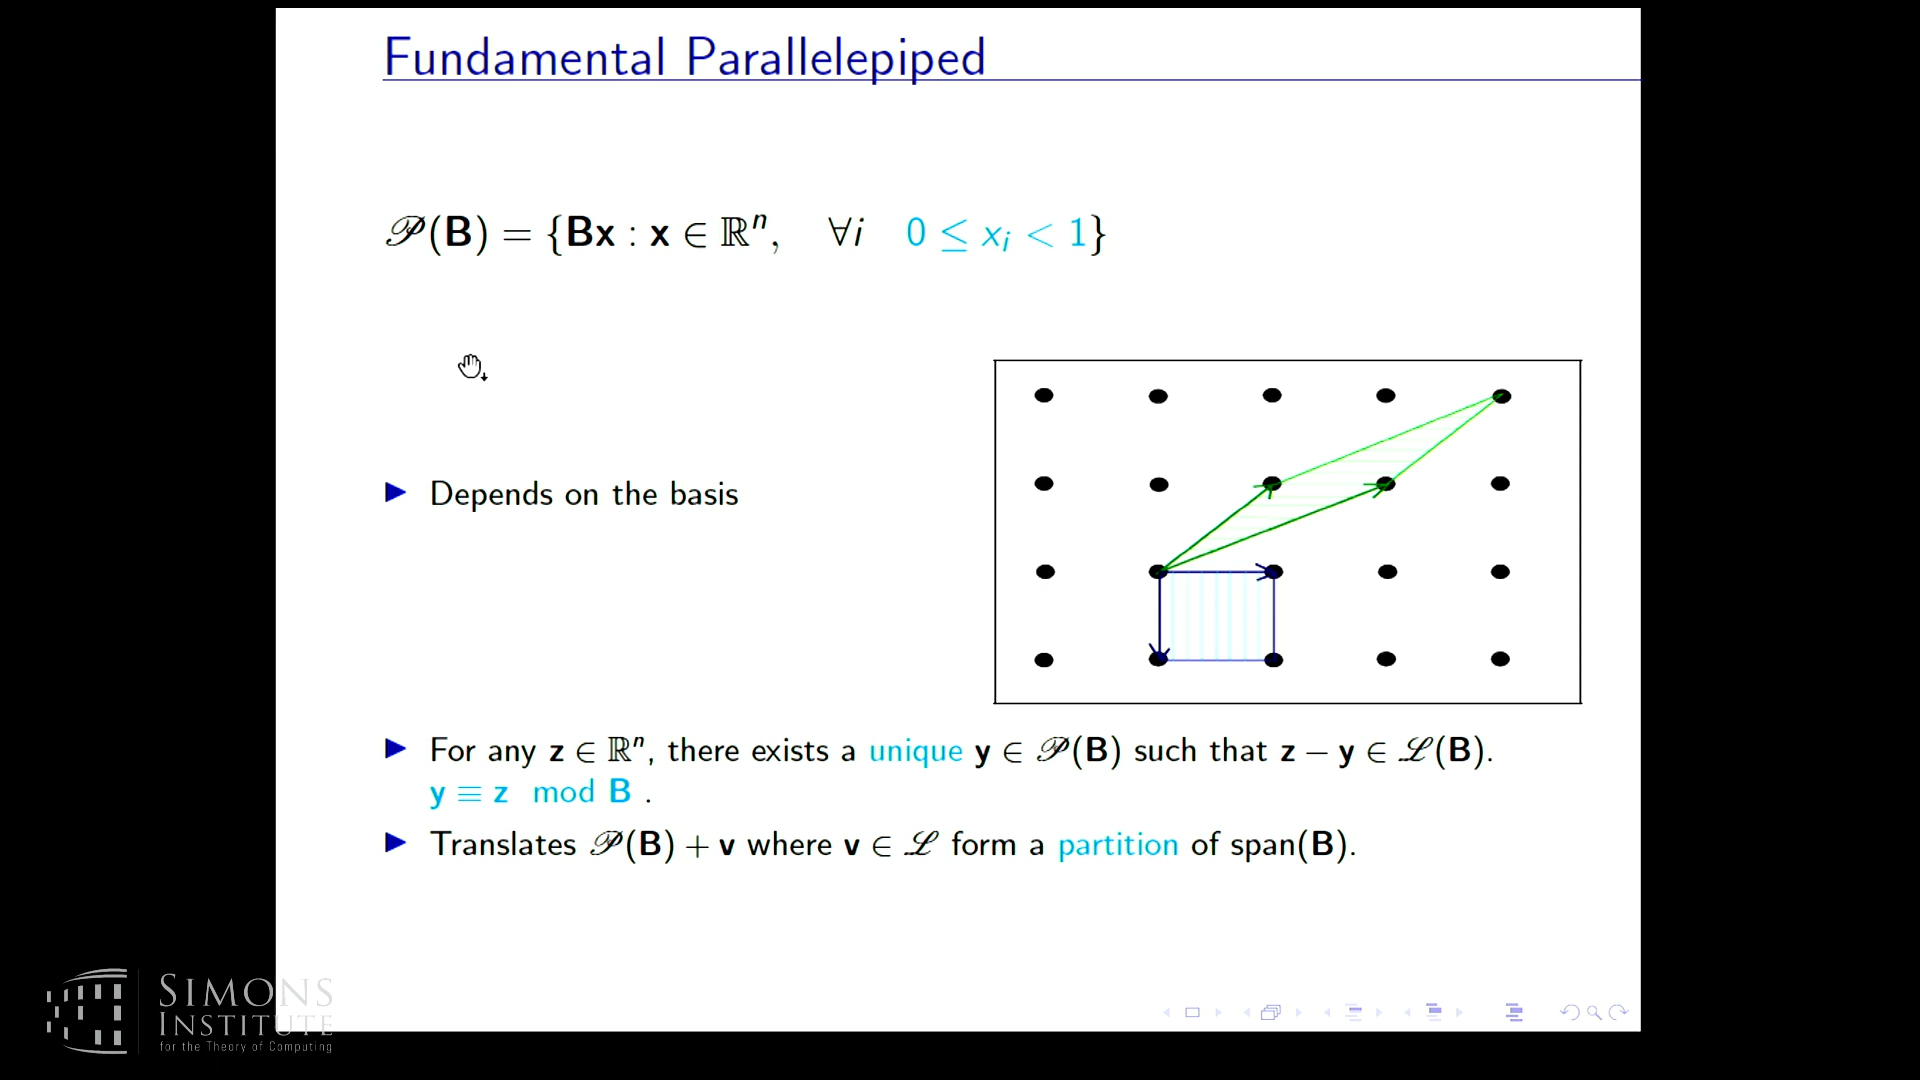 Fundamental Parallelepiped
𝒫(B) = {Bx : x ∈ ℝⁿ, ∀i 0 ≤ xᵢ < 1}
▶ Depends on the basis
▶ For any z ∈ ℝⁿ, there exists a unique y ∈ 𝒫(B) such that z − y ∈ ℒ(B).
y ≡ z mod B .
▶ Translates 𝒫(B) + v where v ∈ ℒ form a partition of span(B).
SIMONS
INSTITUTE
for the Theory of Computing